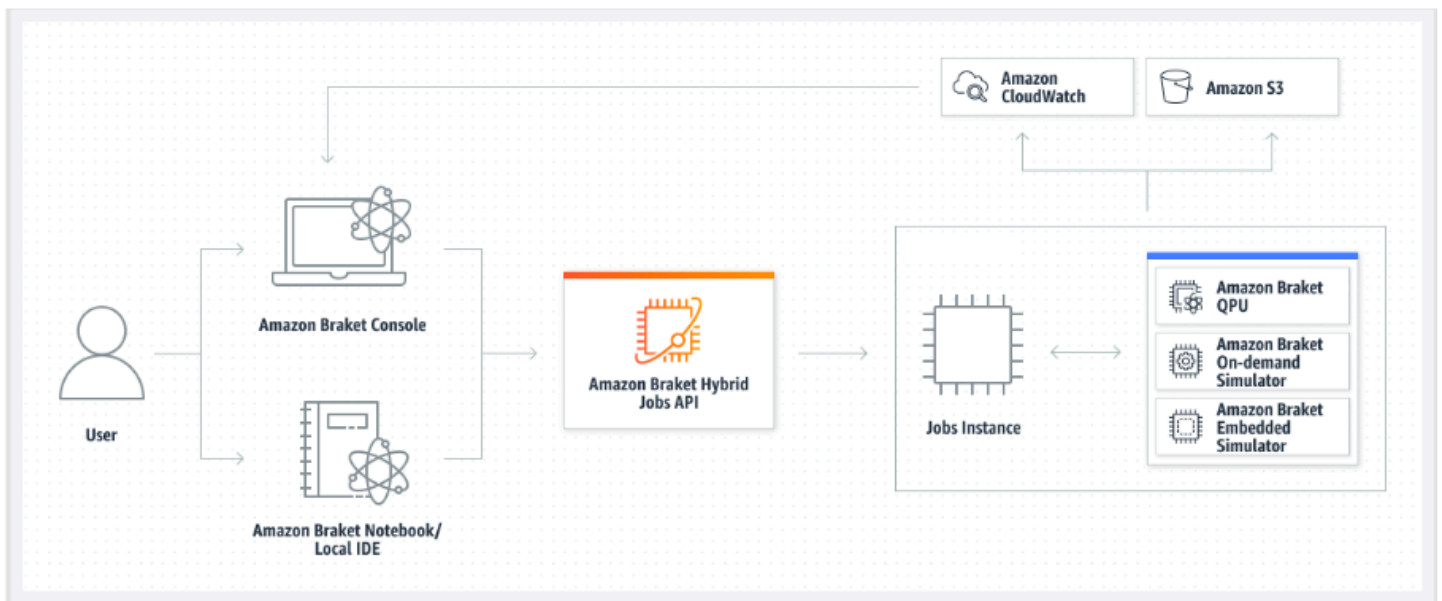 Amazon
CloudWatch
Amazon S3
Amazon Braket Console
User
Amazon Braket Notebook/
Local IDE
Amazon Braket Hybrid
Jobs API
Jobs Instance
Amazon Braket
QPU
Amazon Braket
On-demand
Simulator
Amazon Braket
Embedded
Simulator